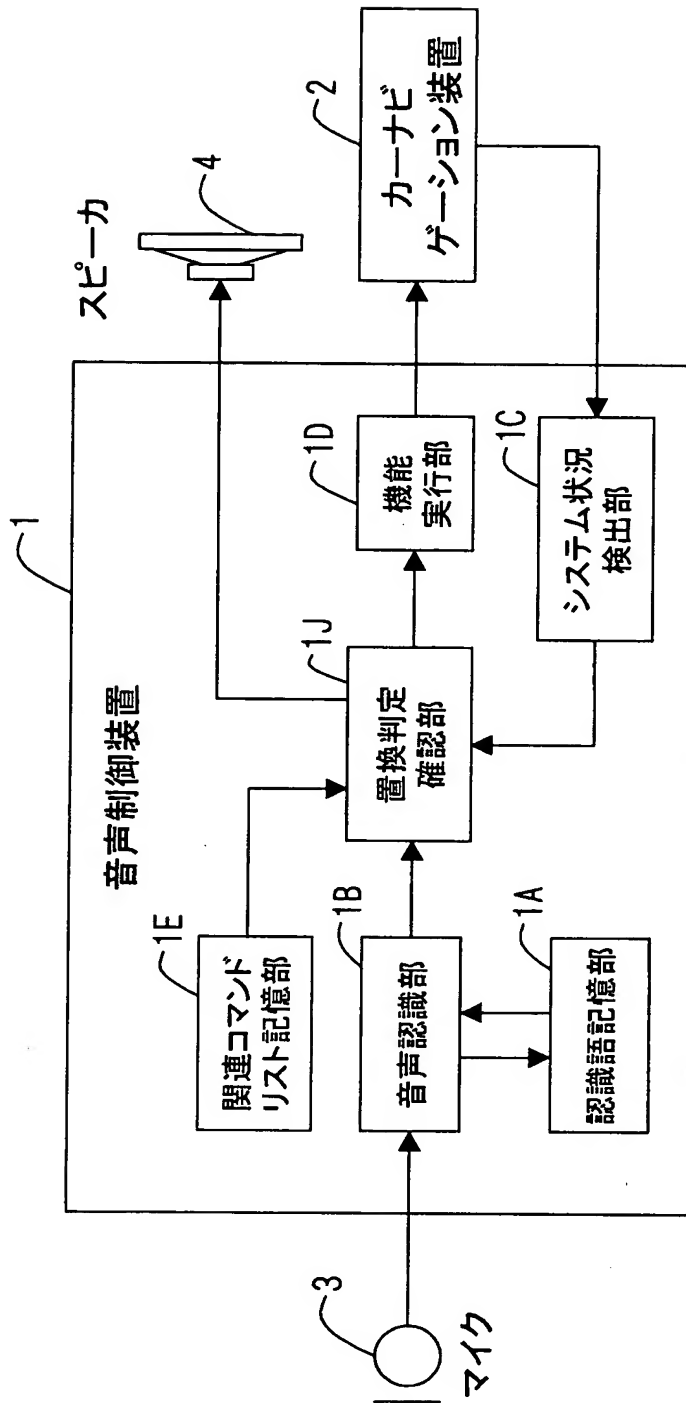 1
音声制御装置
スピーカ
4
1E
関連コマンド
リスト記憶部
1J
置換判定
確認部
1D
機能
実行部
2
カーナビ
ゲーション装置
3
マイク
1B
音声認識部
1A
認識語記憶部
1C
システム状況
検出部